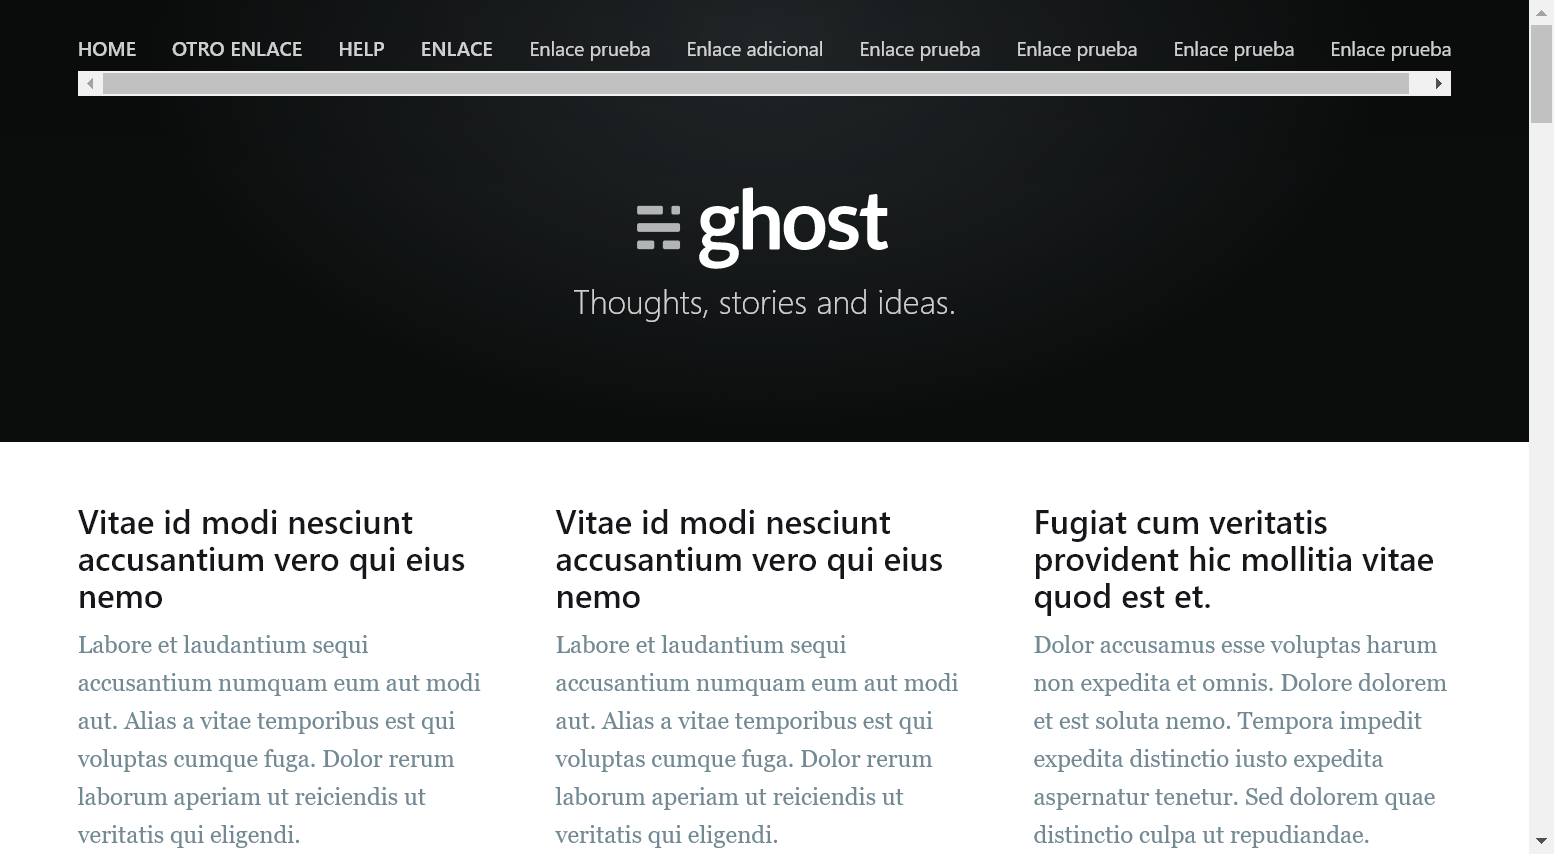 HOME OTRO ENLACE HELP ENLACE Enlace prueba Enlace adicional Enlace prueba Enlace prueba Enlace prueba Enlace prueba
ghost
Thoughts, stories and ideas.
Vitae id modi nesciunt
accusantium vero qui eius
nemo
Labore et laudantium sequi
accusantium numquam eum aut modi
aut. Alias a vitae temporibus est qui
voluptas cumque fuga. Dolor rerum
laborum aperiam ut reiciendis ut
veritatis qui eligendi.
Vitae id modi nesciunt
accusantium vero qui eius
nemo
Labore et laudantium sequi
accusantium numquam eum aut modi
aut. Alias a vitae temporibus est qui
voluptas cumque fuga. Dolor rerum
laborum aperiam ut reiciendis ut
veritatis qui eligendi.
Fugiat cum veritatis
provident hic mollitia vitae
quod est et.
Dolor accusamus esse voluptas harum
non expedita et omnis. Dolore dolorem
et est soluta nemo. Tempora impedit
expedita distinctio iusto expedita
aspernatur tenetur. Sed dolorem quae
distinctio culpa ut repudiandae.